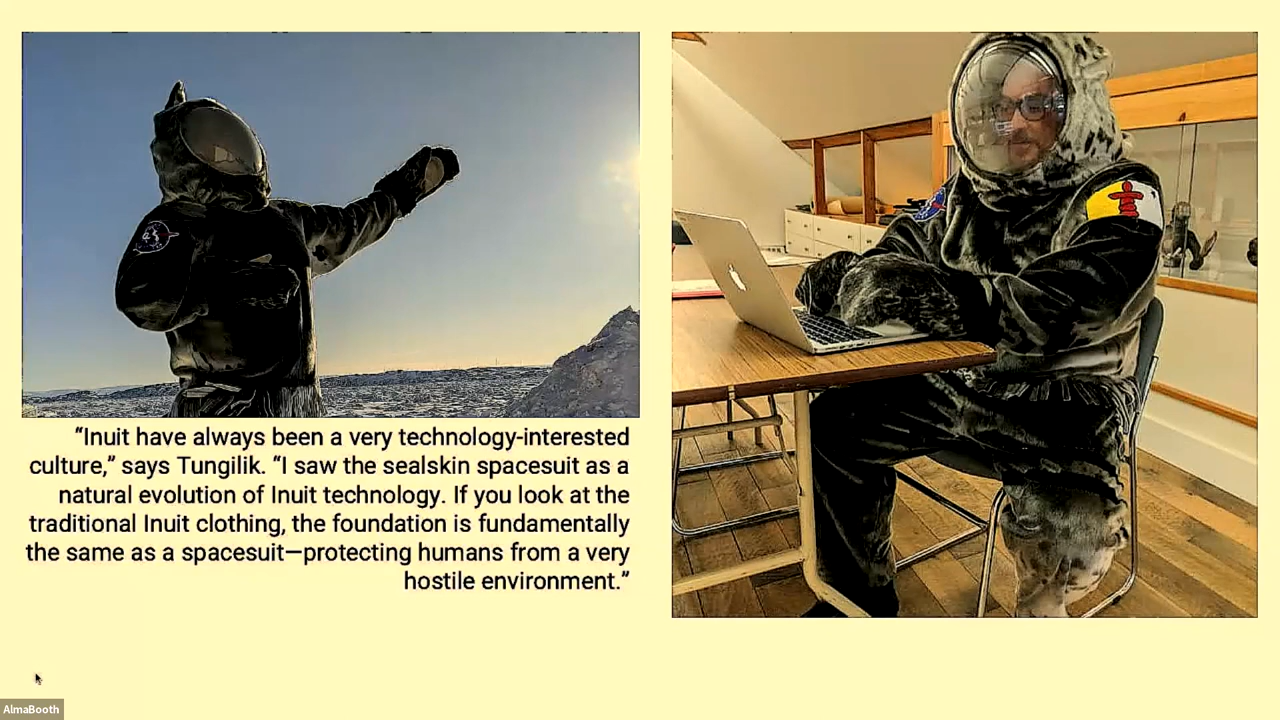 “Inuit have always been a very technology-interested
culture,” says Tungilik. “I saw the sealskin spacesuit as a
natural evolution of Inuit technology. If you look at the
traditional Inuit clothing, the foundation is fundamentally
the same as a spacesuit—protecting humans from a very
hostile environment.”
AlmaBooth